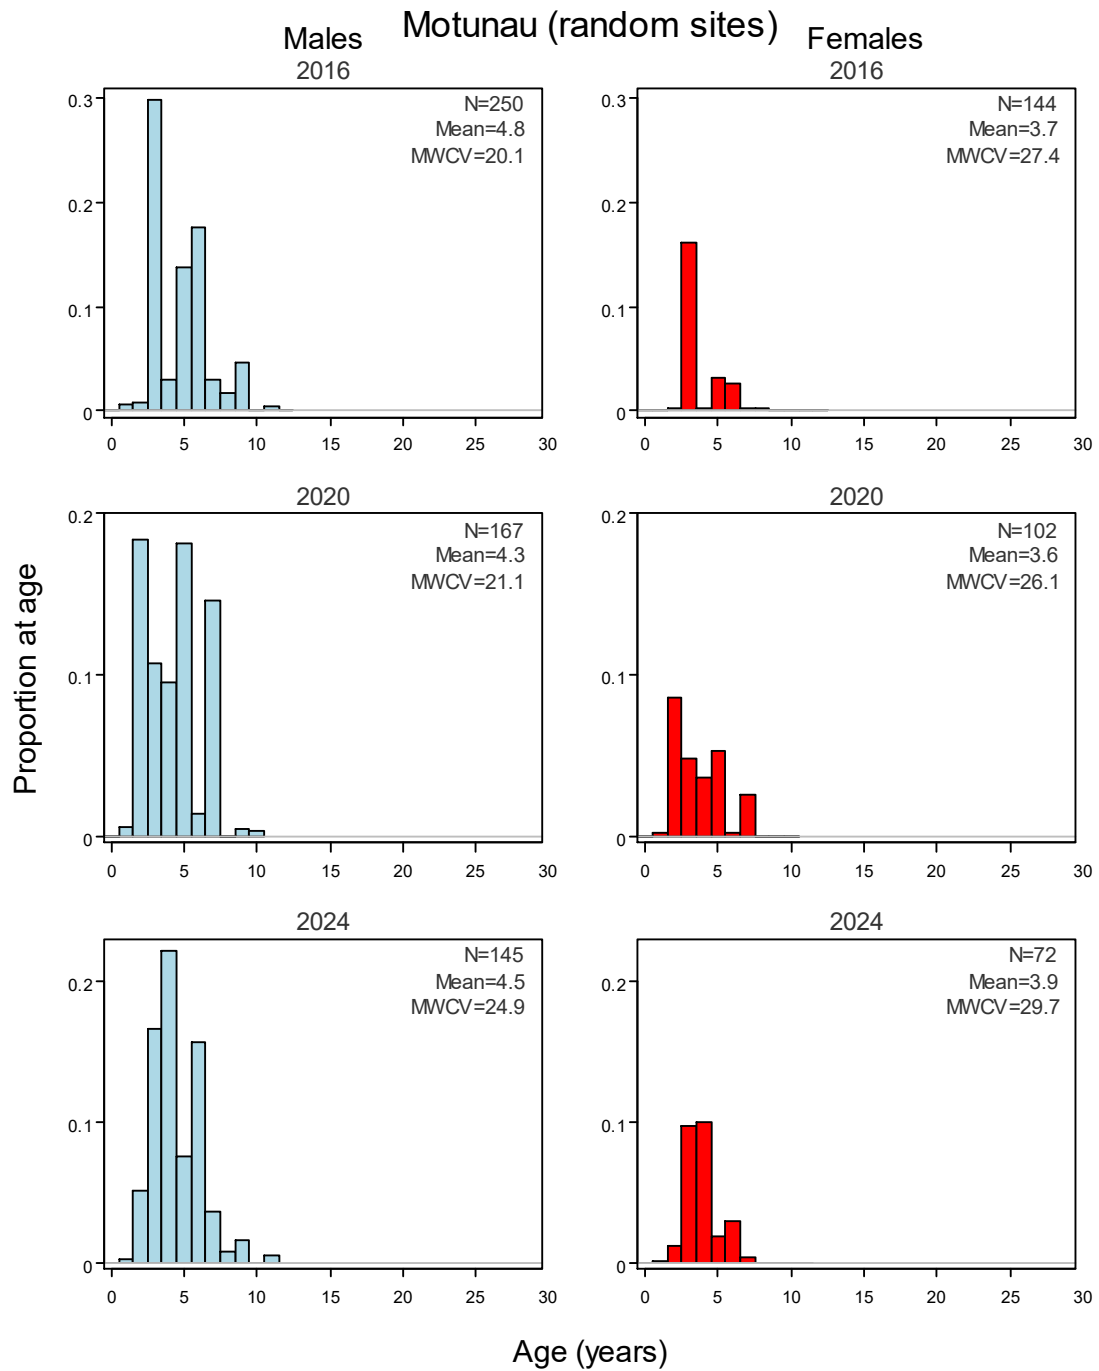 Motunau (random sites)
Males
Females
2016
2016
N=250
Mean=4.8
MWCV=20.1
N=144
Mean=3.7
MWCV=27.4
0.3
0.2
0.1
0
0 5 10 15 20 25 30
0.3
0.2
0.1
0
0 5 10 15 20 25 30
2020
2020
N=167
Mean=4.3
MWCV=21.1
N=102
Mean=3.6
MWCV=26.1
0.2
0.1
0
0 5 10 15 20 25 30
0.2
0.1
0
0 5 10 15 20 25 30
Proportion at age
2024
2024
N=145
Mean=4.5
MWCV=24.9
N=72
Mean=3.9
MWCV=29.7
0.2
0.1
0
0 5 10 15 20 25 30
0.2
0.1
0
0 5 10 15 20 25 30
Age (years)